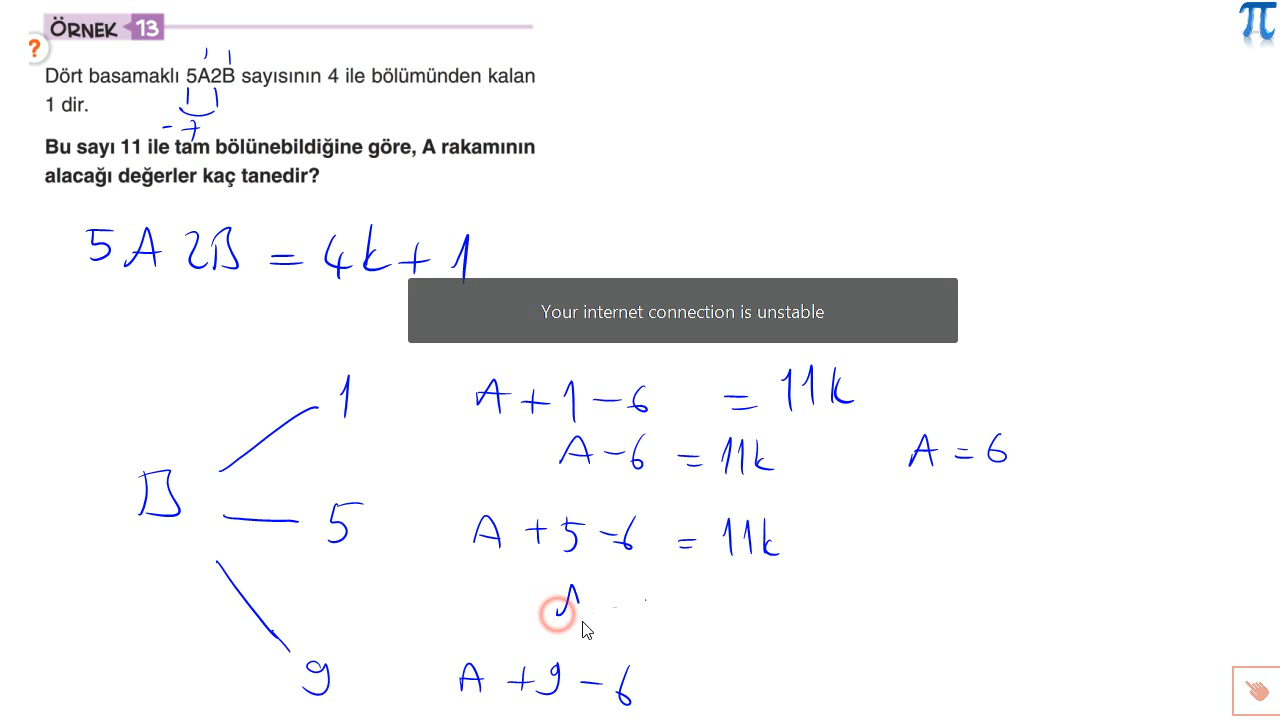 ÖRNEK 13
?
π
Dört basamaklı 5A2B sayısının 4 ile bölümünden kalan
1 dir.
- 7
Bu sayı 11 ile tam bölünebildiğine göre, A rakamının
alacağı değerler kaç tanedir?
5A2B = 4k+1
Your internet connection is unstable
1 A+1-6 = 11k
A-6 = 11k A = 6
B
5 A+5-6 = 11k
A
9 A+9-6